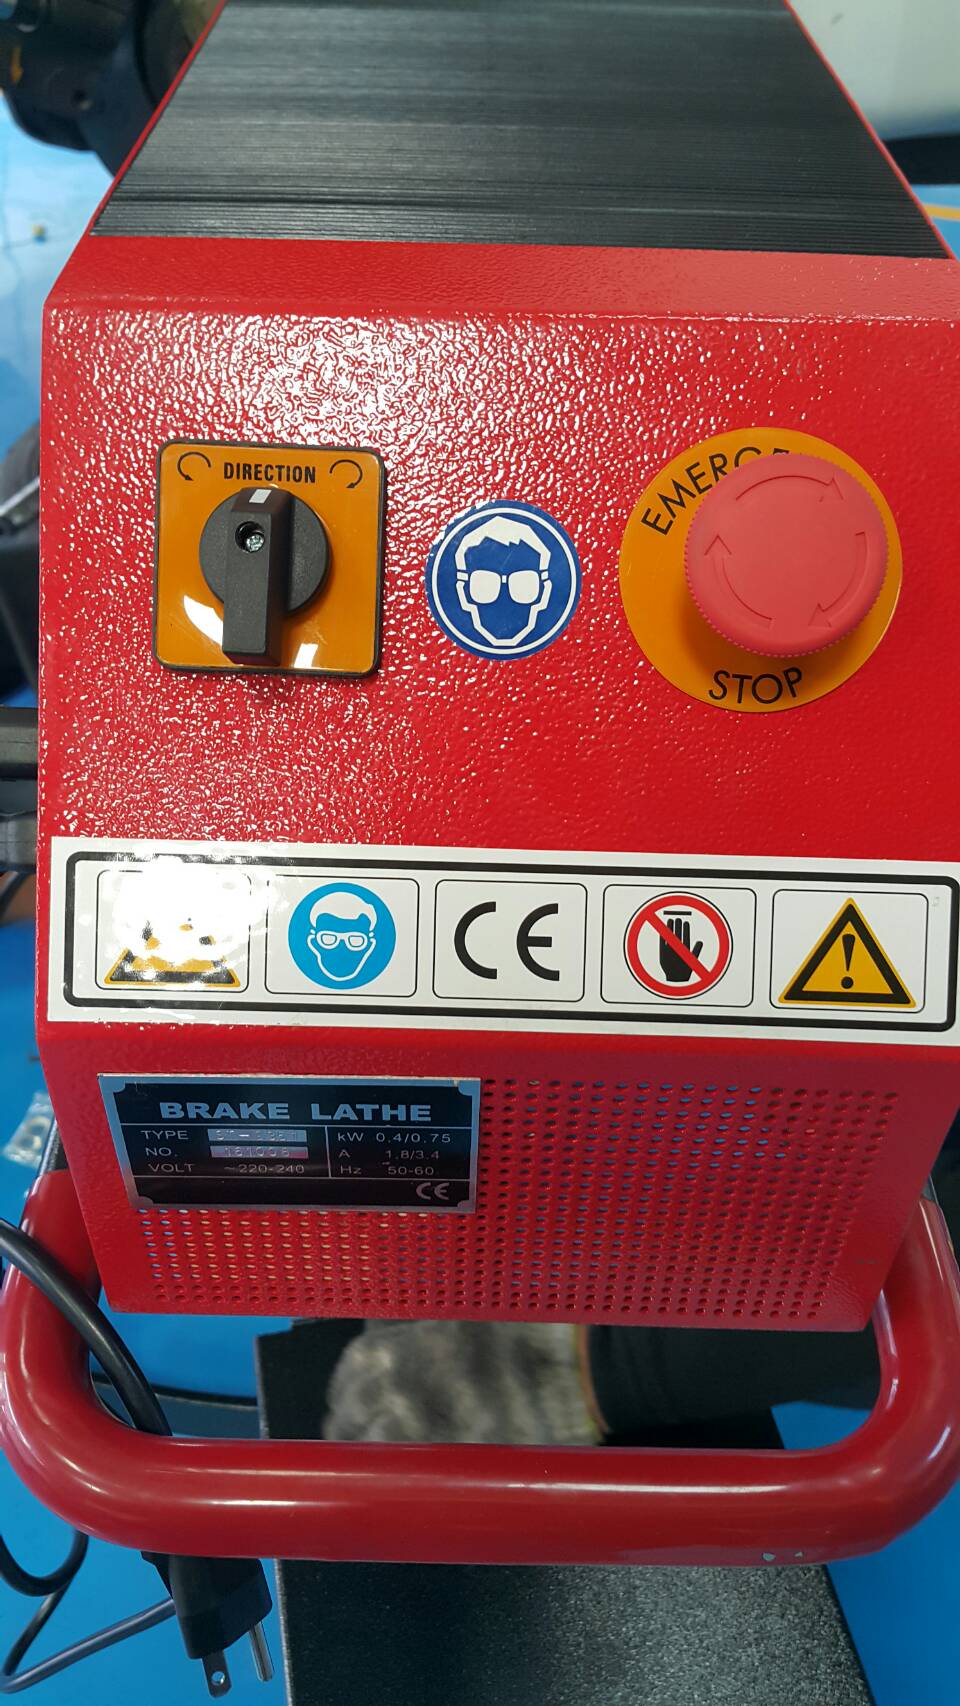 DIRECTION
STOP
CE
BRAKE LATHE
TYPE
kW 0.4/0.75
NO.
A 1,8/3.4
VOLT ~220-240
Hz 50-60
CE